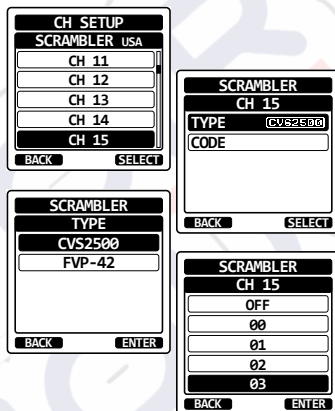 CH SETUP
SCRAMBLER USA
CH 11
CH 12
CH 13
CH 14
CH 15
BACK SELECT
SCRAMBLER
CH 15
TYPE CVS2500
CODE
BACK SELECT
SCRAMBLER
TYPE
CVS2500
FVP-42
BACK ENTER
SCRAMBLER
CH 15
OFF
00
01
02
03
BACK ENTER